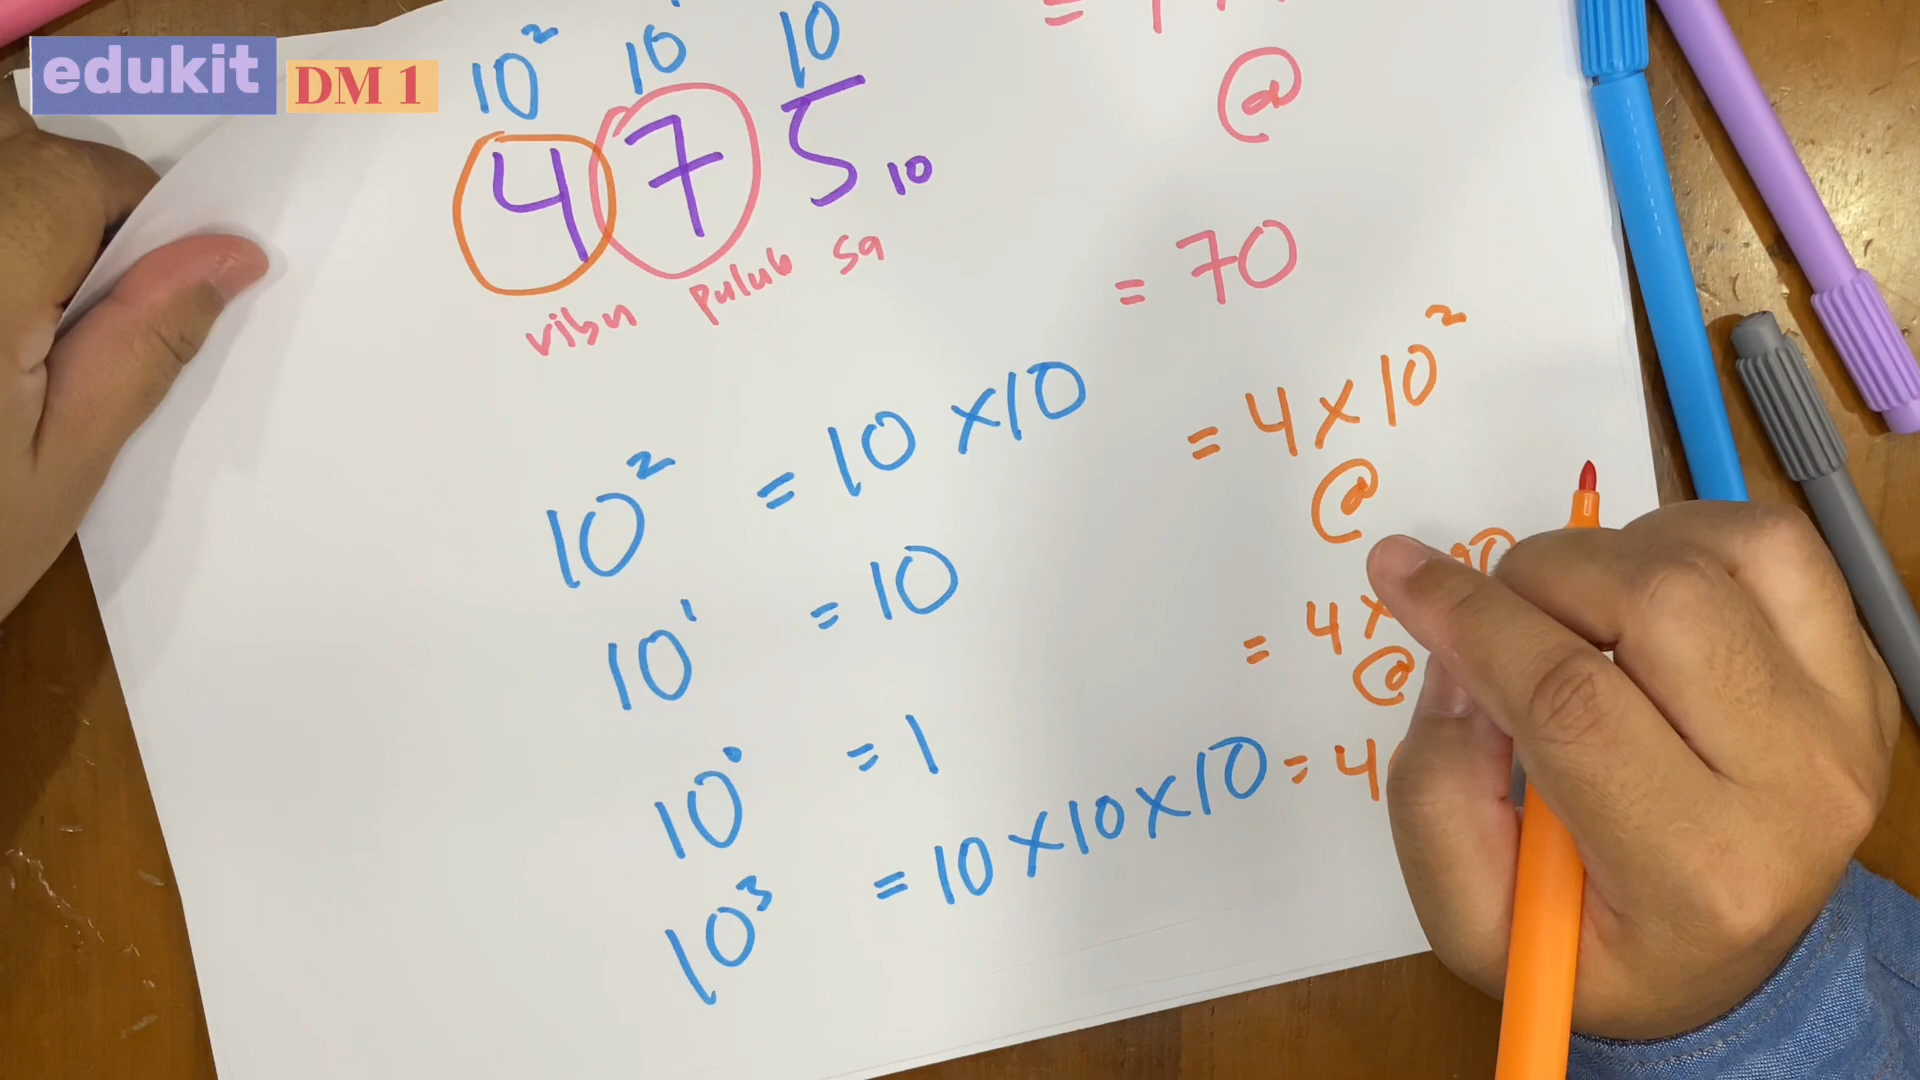 edukit
DM 1
10² 10¹ 10
475₁₀
ribu puluh sa
@
= 70
10² = 10 × 10
= 4 × 10²
@
10¹ = 10
= 4 ×
@
10⁰ = 1
10³ = 10 × 10 × 10
= 4